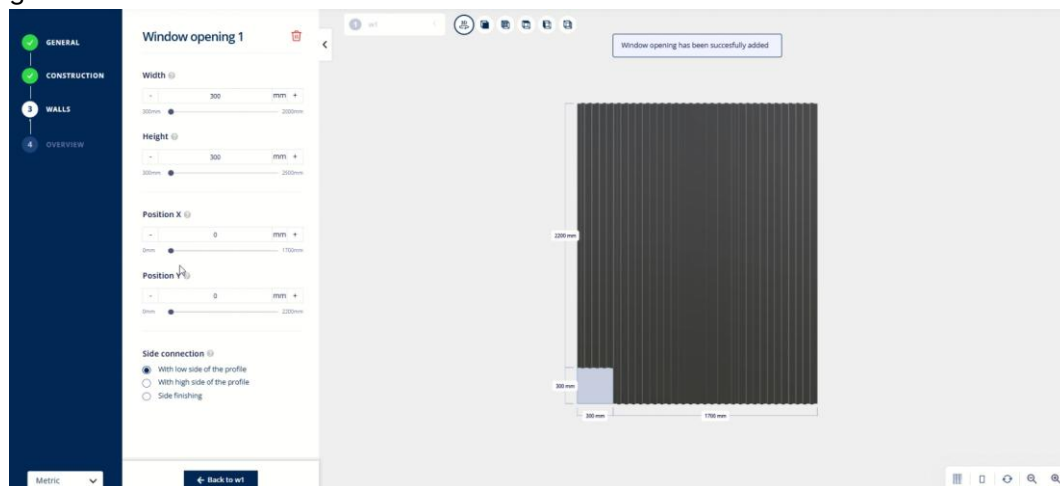 g
GENERAL
CONSTRUCTION
3 WALLS
4 OVERVIEW
Metric
Window opening 1
Width
- 300 mm +
300mm 2000mm
Height
- 300 mm +
300mm 2500mm
Position X
- 0 mm +
0mm 1700mm
Position Y
- 0 mm +
0mm 2200mm
Side connection
With low side of the profile
With high side of the profile
Side finishing
← Back to w1
1 w1
3D
Window opening has been succesfully added
2200 mm
300 mm
300 mm
1700 mm